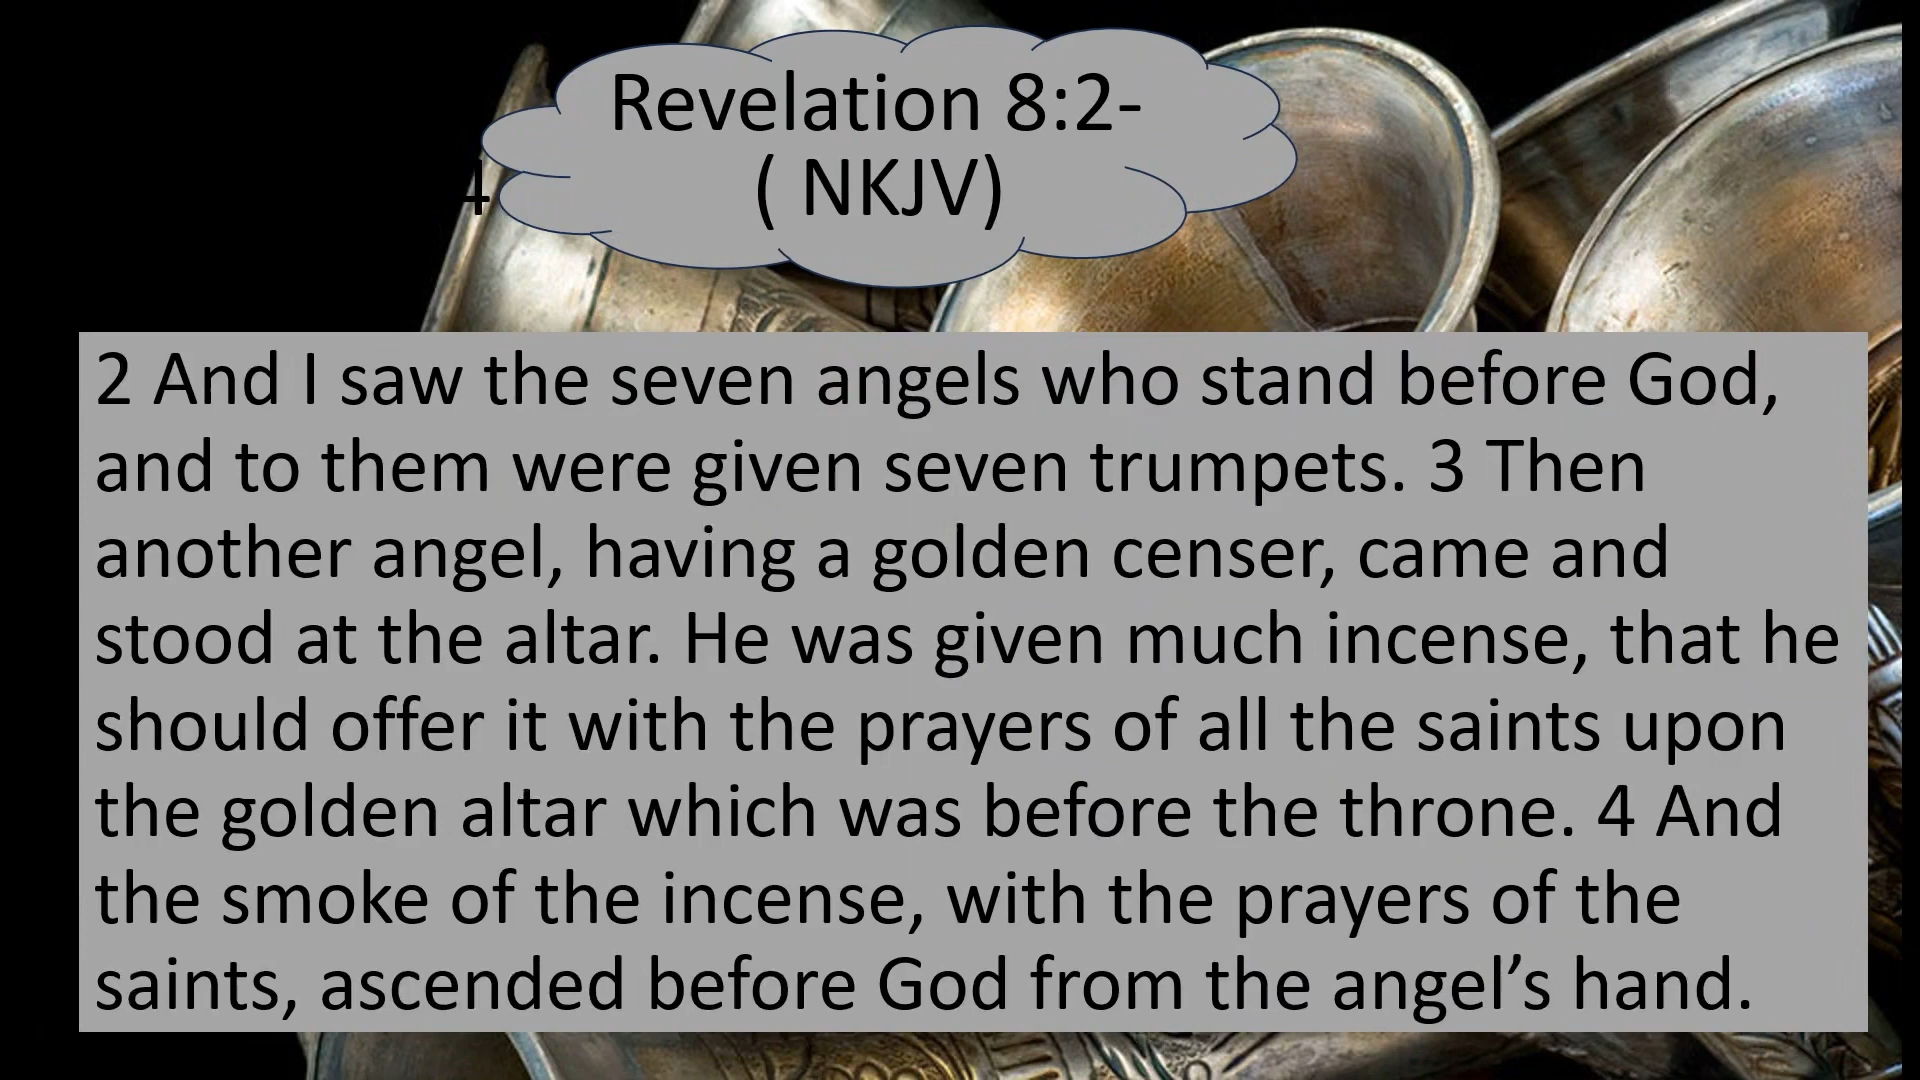 Revelation 8:2-
4 ( NKJV)
2 And I saw the seven angels who stand before God,
and to them were given seven trumpets. 3 Then
another angel, having a golden censer, came and
stood at the altar. He was given much incense, that he
should offer it with the prayers of all the saints upon
the golden altar which was before the throne. 4 And
the smoke of the incense, with the prayers of the
saints, ascended before God from the angel’s hand.